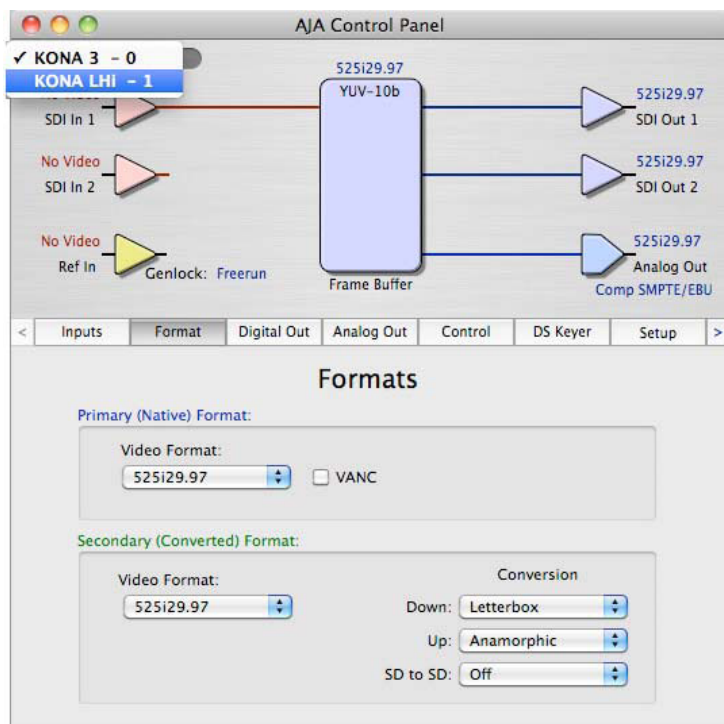 AJA Control Panel
✓ KONA 3 - 0
KONA LHi - 1
525i29.97
YUV-10b
SDI In 1
525i29.97
SDI Out 1
No Video
SDI In 2
525i29.97
SDI Out 2
No Video
Ref In
Genlock: Freerun
Frame Buffer
525i29.97
Analog Out
Comp SMPTE/EBU
< Inputs Format Digital Out Analog Out Control DS Keyer Setup >
Formats
Primary (Native) Format:
Video Format:
525i29.97 VANC
Secondary (Converted) Format:
Video Format:
525i29.97
Conversion
Down: Letterbox
Up: Anamorphic
SD to SD: Off